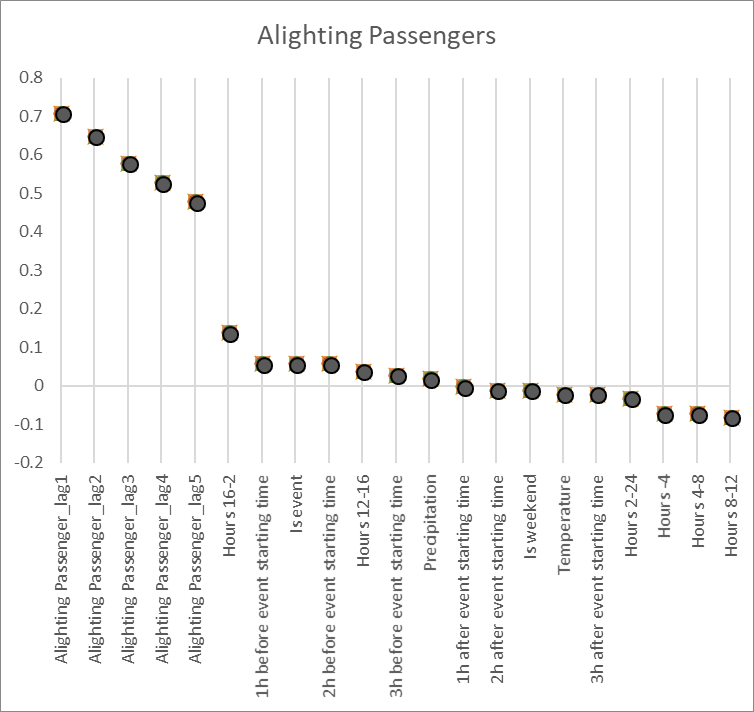 Alighting Passengers
0.8
0.7
0.6
0.5
0.4
0.3
0.2
0.1
0
-0.1
-0.2
Alighting Passenger_lag1
Alighting Passenger_lag2
Alighting Passenger_lag3
Alighting Passenger_lag4
Alighting Passenger_lag5
Hours 16-2
1h before event starting time
Is event
2h before event starting time
Hours 12-16
3h before event starting time
Precipitation
1h after event starting time
2h after event starting time
Is weekend
Temperature
3h after event starting time
Hours 2-24
Hours -4
Hours 4-8
Hours 8-12